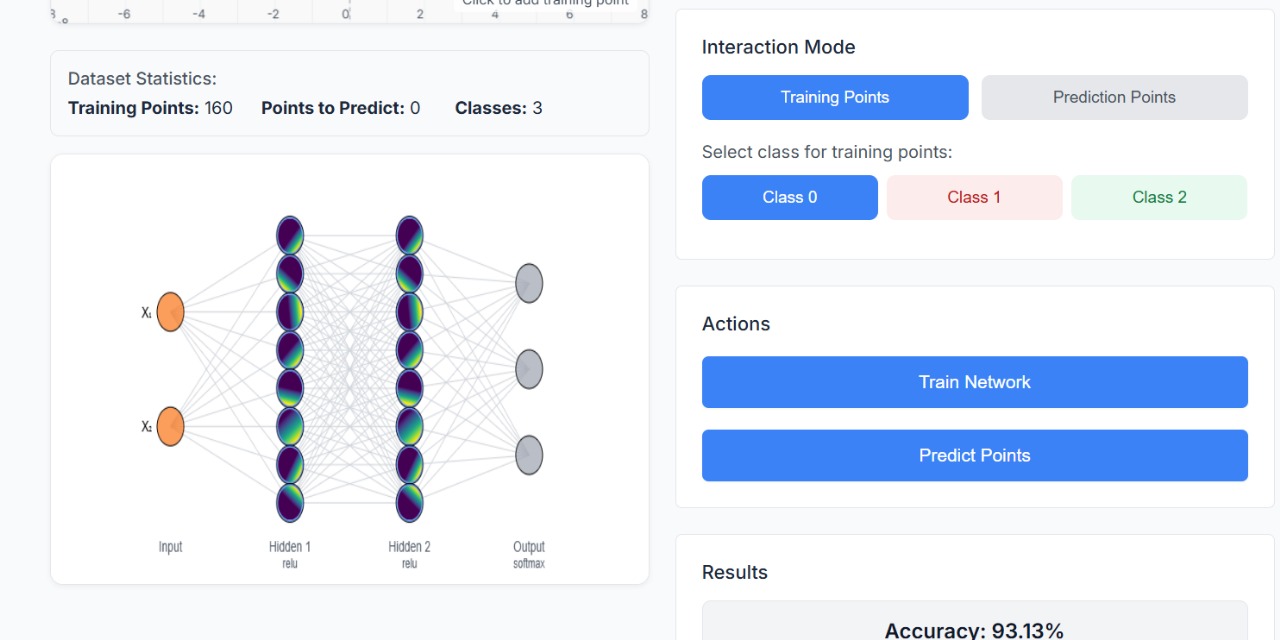 Click to add training point
-8 -6 -4 -2 0 2 4 6 8
-8
Dataset Statistics:
Training Points: 160 Points to Predict: 0 Classes: 3
X₁
X₂
Input Hidden 1 Hidden 2 Output
relu relu softmax
Interaction Mode
Training Points Prediction Points
Select class for training points:
Class 0 Class 1 Class 2
Actions
Train Network
Predict Points
Results
Accuracy: 93.13%